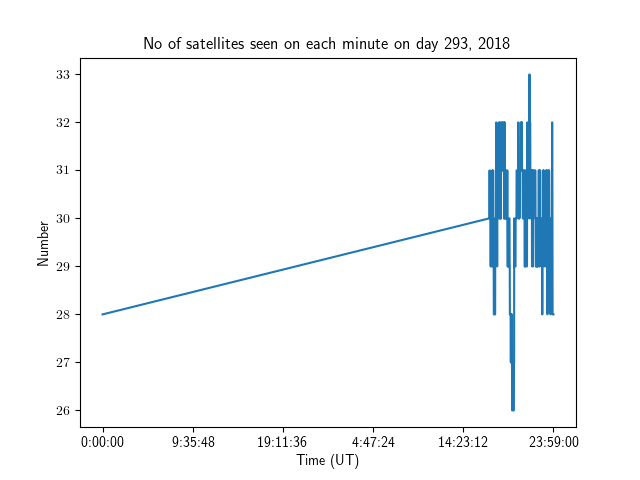 No of satellites seen on each minute on day 293, 2018
33
32
31
30
29
28
27
26
Number
0:00:00 9:35:48 19:11:36 4:47:24 14:23:12 23:59:00
Time (UT)